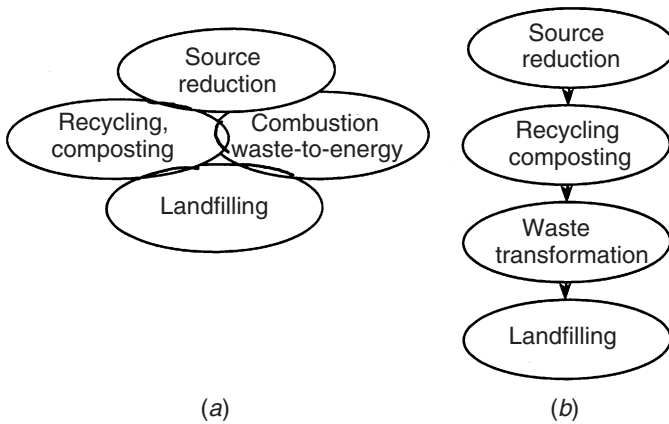 Source
reduction
Recycling,
composting
Combustion
waste-to-energy
Landfilling
(a)
Source
reduction
Recycling
composting
Waste
transformation
Landfilling
(b)